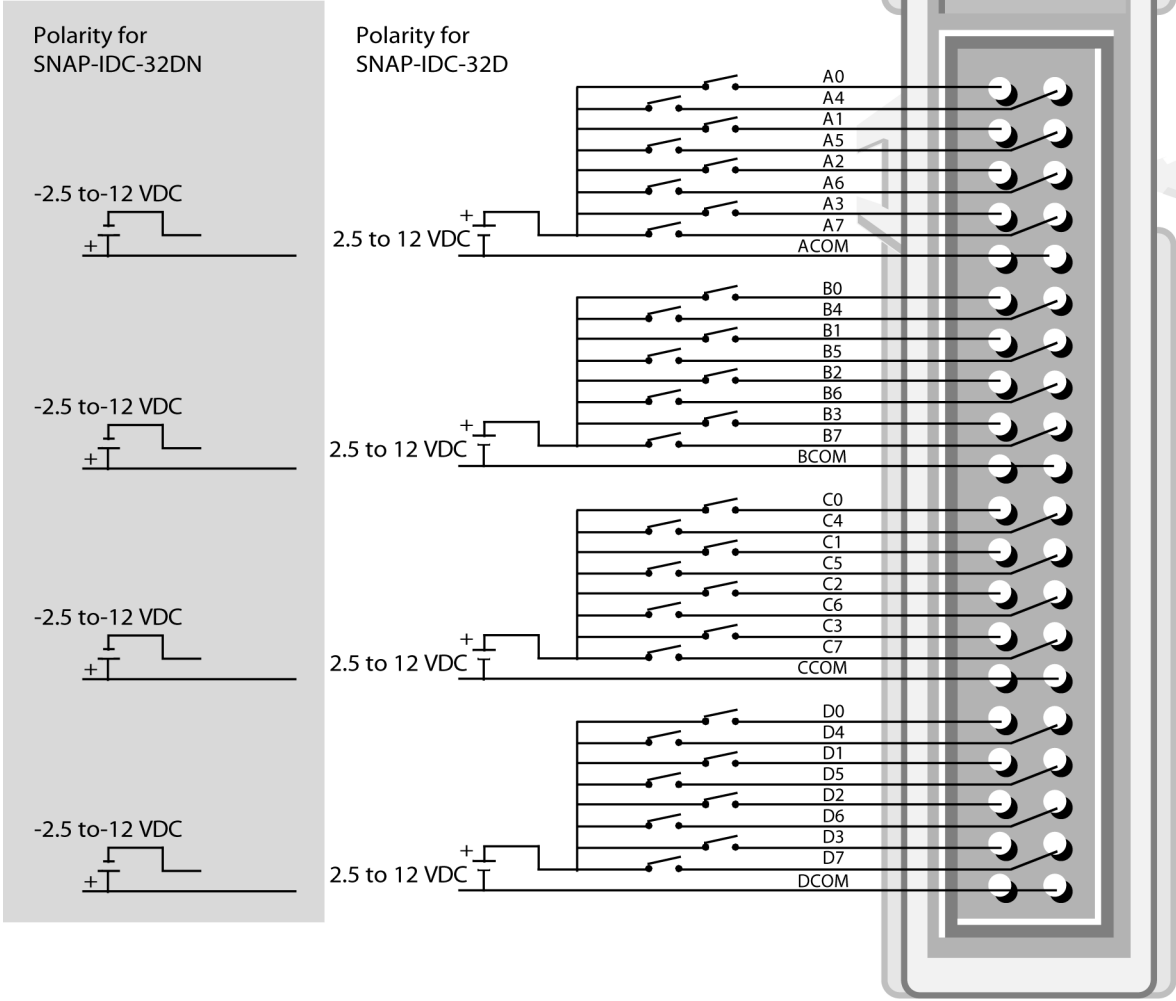 Polarity for
SNAP-IDC-32DN
Polarity for
SNAP-IDC-32D
A0
A4
A1
A5
A2
A6
A3
A7
ACOM
-2.5 to-12 VDC
+
+
2.5 to 12 VDC
B0
B4
B1
B5
B2
B6
B3
B7
BCOM
-2.5 to-12 VDC
+
+
2.5 to 12 VDC
C0
C4
C1
C5
C2
C6
C3
C7
CCOM
-2.5 to-12 VDC
+
+
2.5 to 12 VDC
D0
D4
D1
D5
D2
D6
D3
D7
DCOM
-2.5 to-12 VDC
+
+
2.5 to 12 VDC